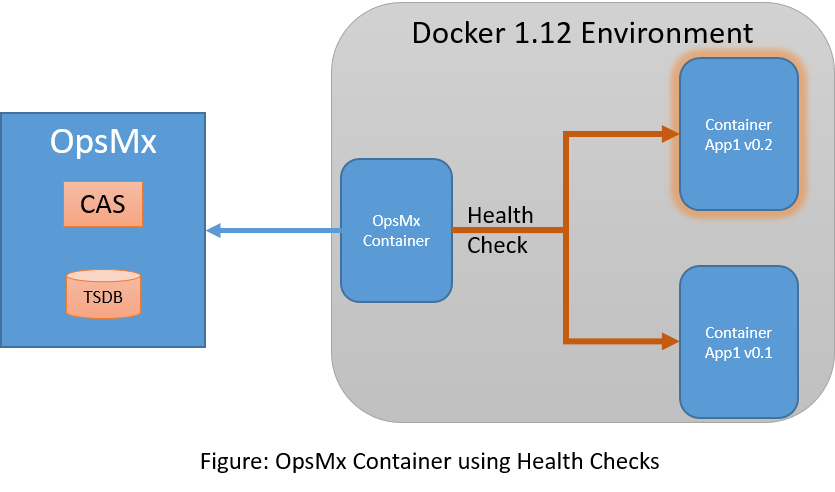 Docker 1.12 Environment
OpsMx
CAS
TSDB
OpsMx
Container
Health
Check
Container
App1 v0.2
Container
App1 v0.1
Figure: OpsMx Container using Health Checks